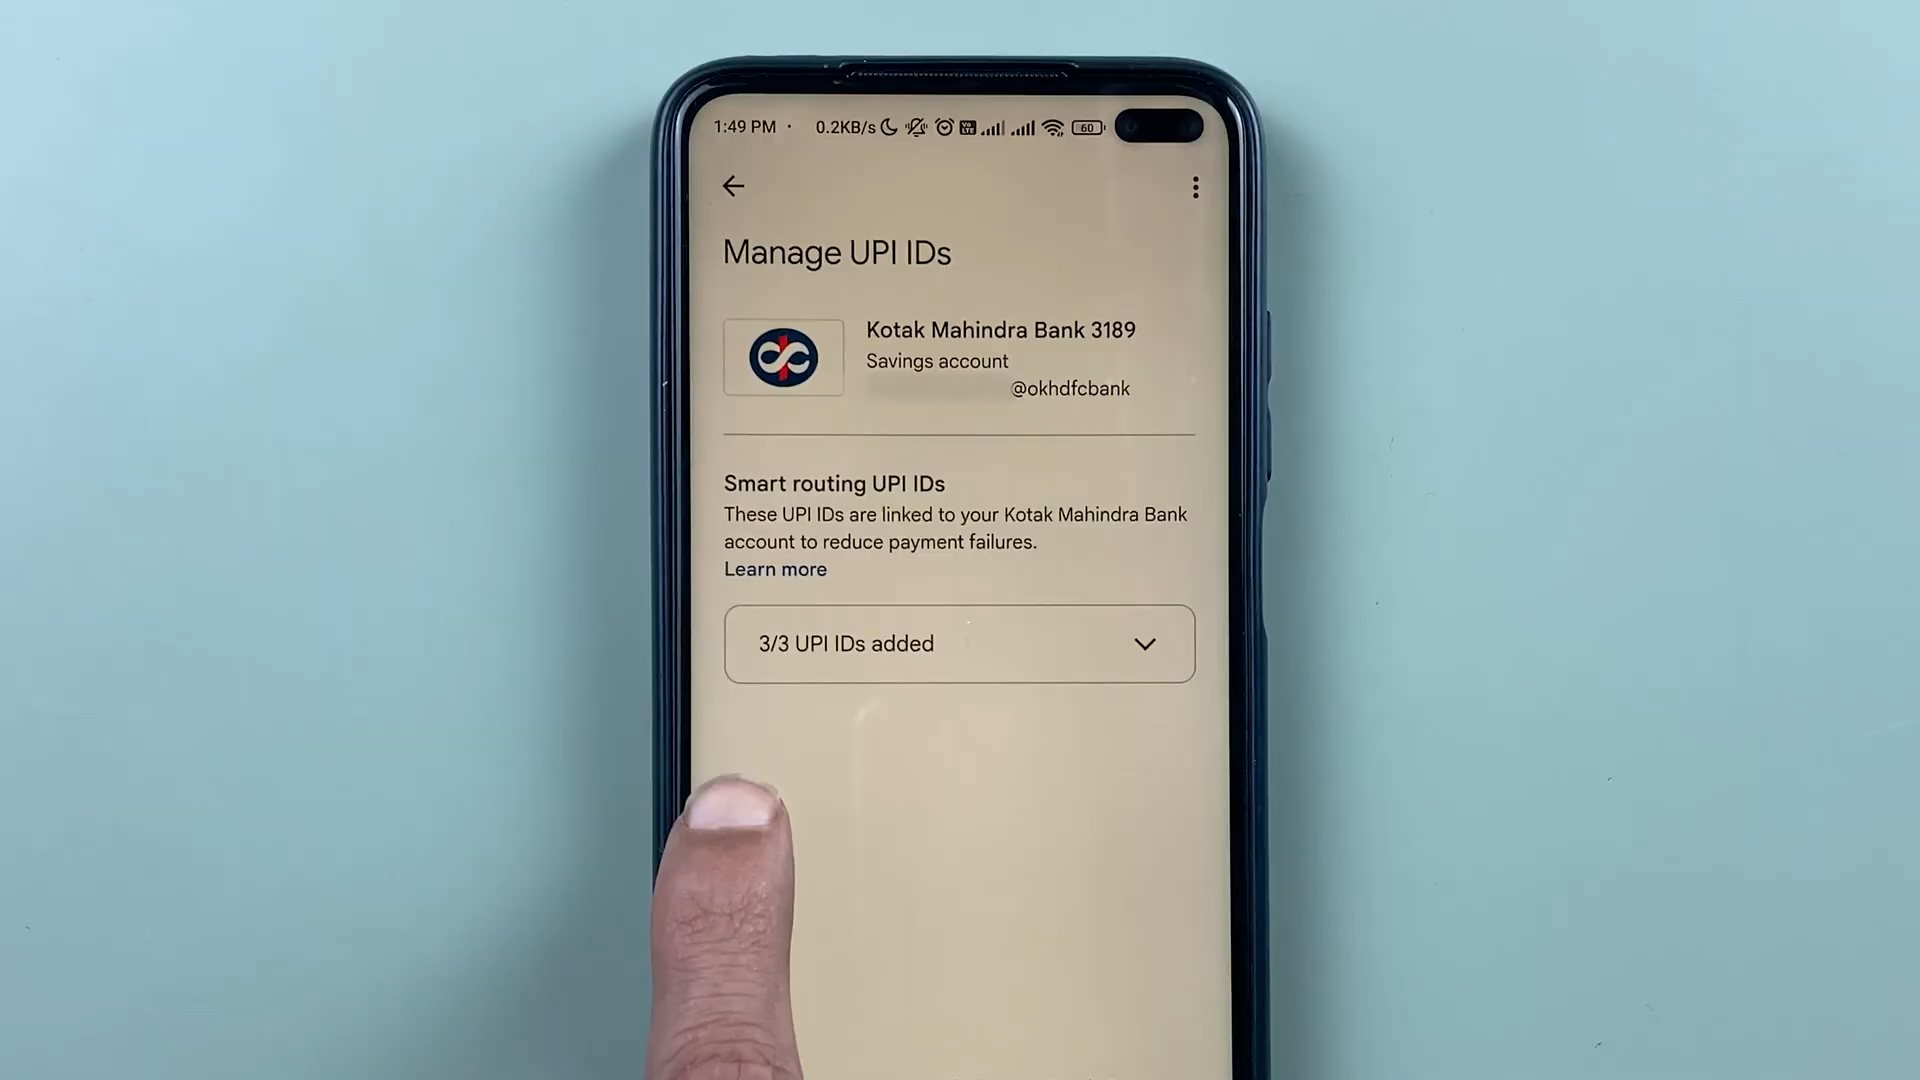 1:49 PM · 0.2KB/s 60
Manage UPI IDs
Kotak Mahindra Bank 3189
Savings account
@okhdfcbank
Smart routing UPI IDs
These UPI IDs are linked to your Kotak Mahindra Bank
account to reduce payment failures.
Learn more
3/3 UPI IDs added